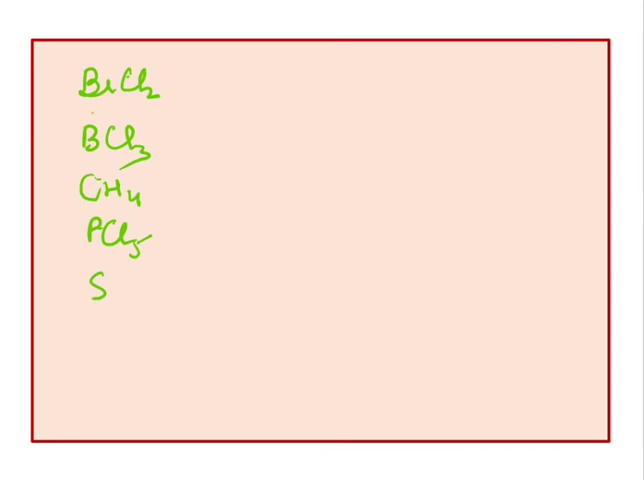 BeCl₂
BCl₃
CH₄
PCl₅
S